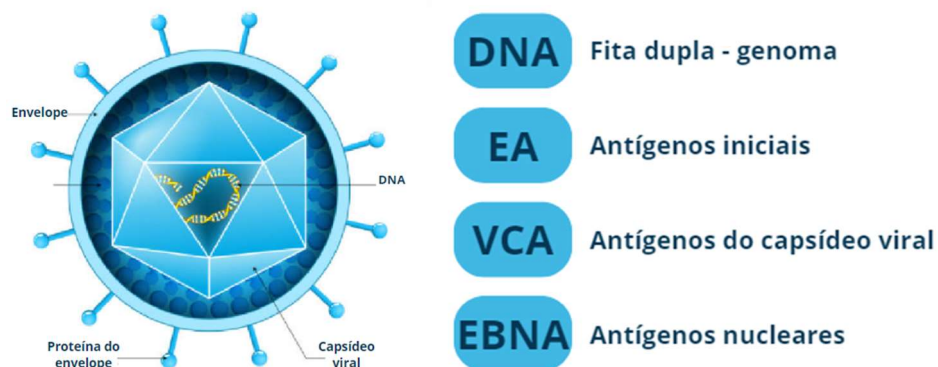 Envelope
DNA
Proteína do
envelope
Capsídeo
viral
DNA Fita dupla - genoma
EA Antígenos iniciais
VCA Antígenos do capsídeo viral
EBNA Antígenos nucleares